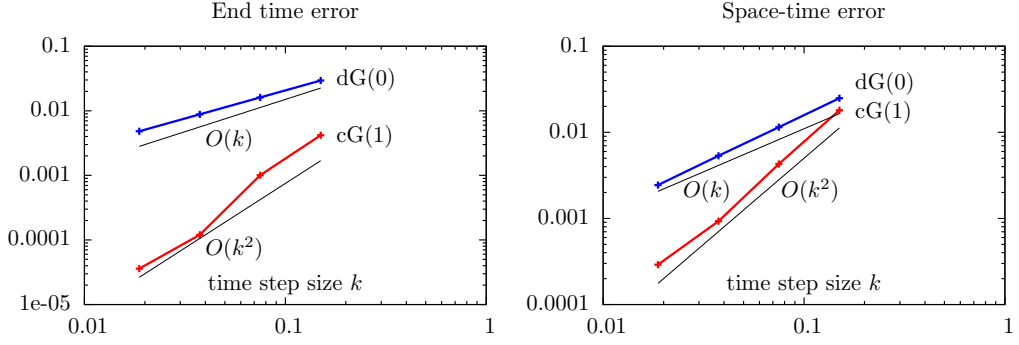 End time error
0.1
0.01
0.001
0.0001
1e-05
0.01
0.1
1
dG(0)
O(k)
cG(1)
O(k²)
time step size k
Space-time error
0.1
0.01
0.001
0.0001
0.01
0.1
1
dG(0)
cG(1)
O(k)
O(k²)
time step size k